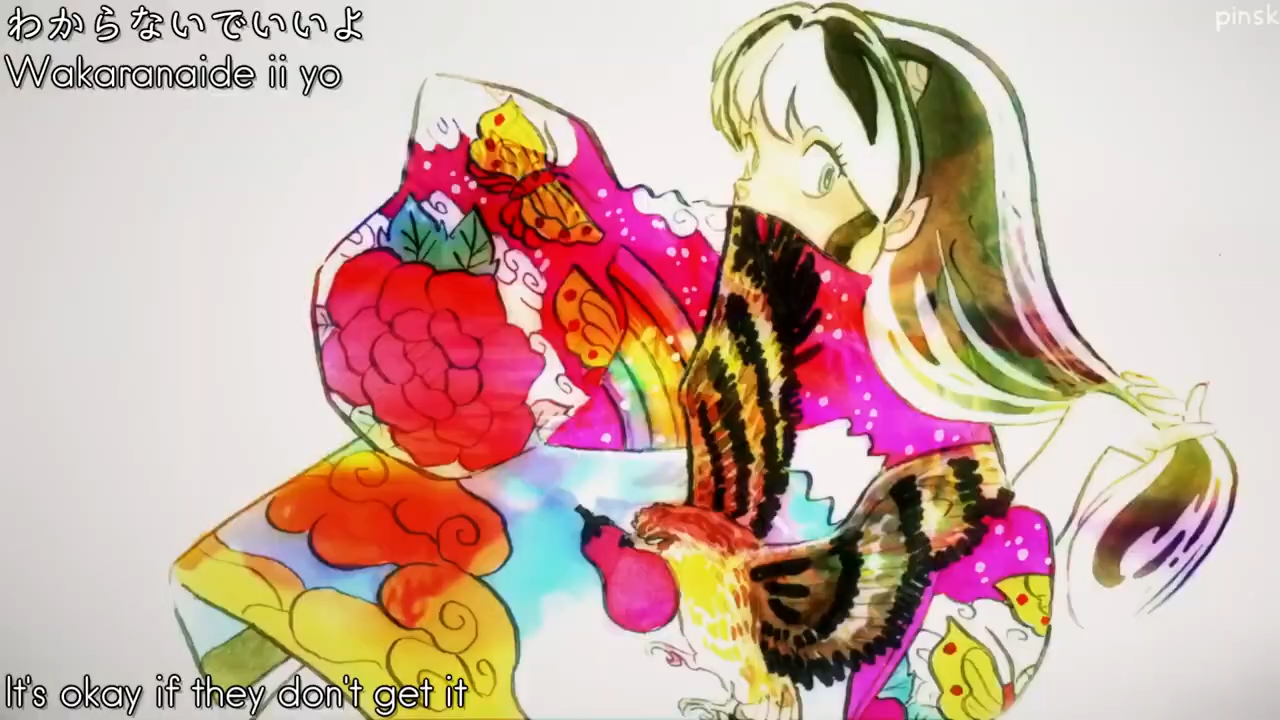 わからないでいいよ
Wakaranaide ii yo
pinsk
It's okay if they don't get it